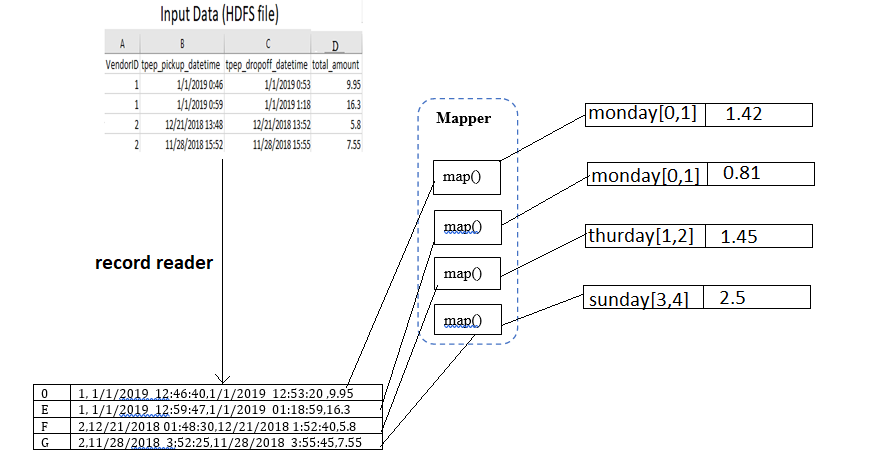 Input Data (HDFS file)
A B C D
VendorID tpep_pickup_datetime tpep_dropoff_datetime total_amount
1 1/1/2019 0:46 1/1/2019 0:53 9.95
1 1/1/2019 0:59 1/1/2019 1:18 16.3
2 12/21/2018 13:48 12/21/2018 13:52 5.8
2 11/28/2018 15:52 11/28/2018 15:55 7.55
Mapper
monday[0,1] 1.42
map()
monday[0,1] 0.81
map()
thurday[1,2] 1.45
record reader
map()
sunday[3,4] 2.5
map()
0 1, 1/1/2019 12:46:40,1/1/2019 12:53:20 ,9.95
E 1, 1/1/2019 12:59:47,1/1/2019 01:18:59,16.3
F 2,12/21/2018 01:48:30,12/21/2018 1:52:40,5.8
G 2,11/28/2018 3:52:25,11/28/2018 3:55:45,7.55